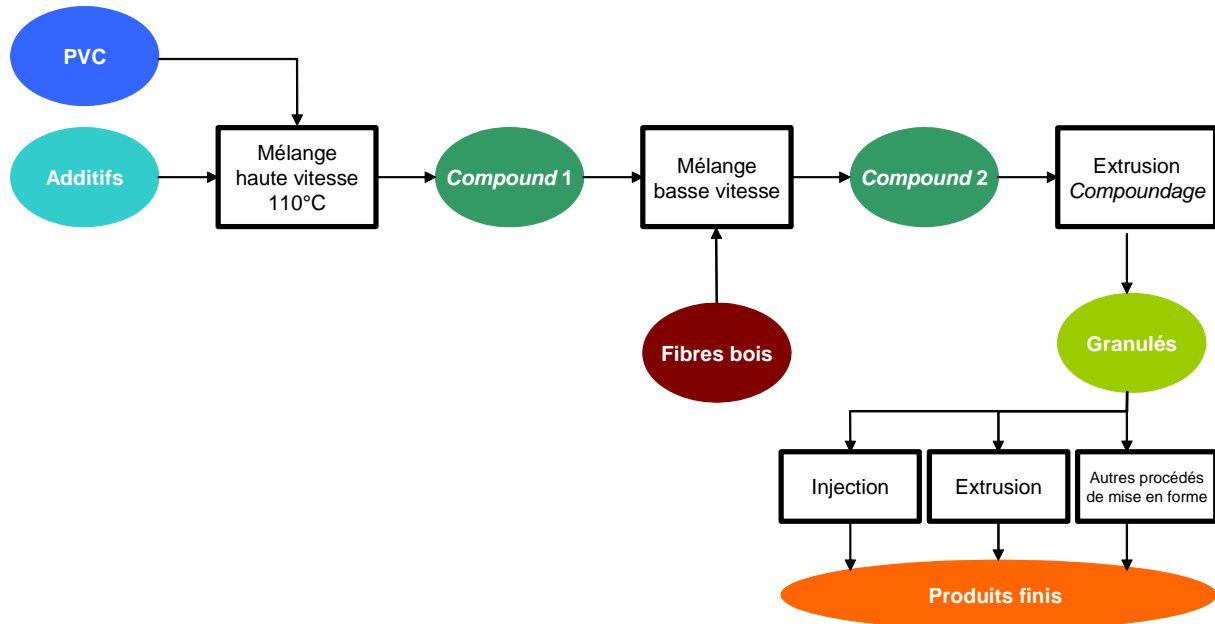 PVC
Additifs
Mélange
haute vitesse
110°C
Compound 1
Mélange
basse vitesse
Compound 2
Extrusion
Compoundage
Fibres bois
Granulés
Injection
Extrusion
Autres procédés
de mise en forme
Produits finis